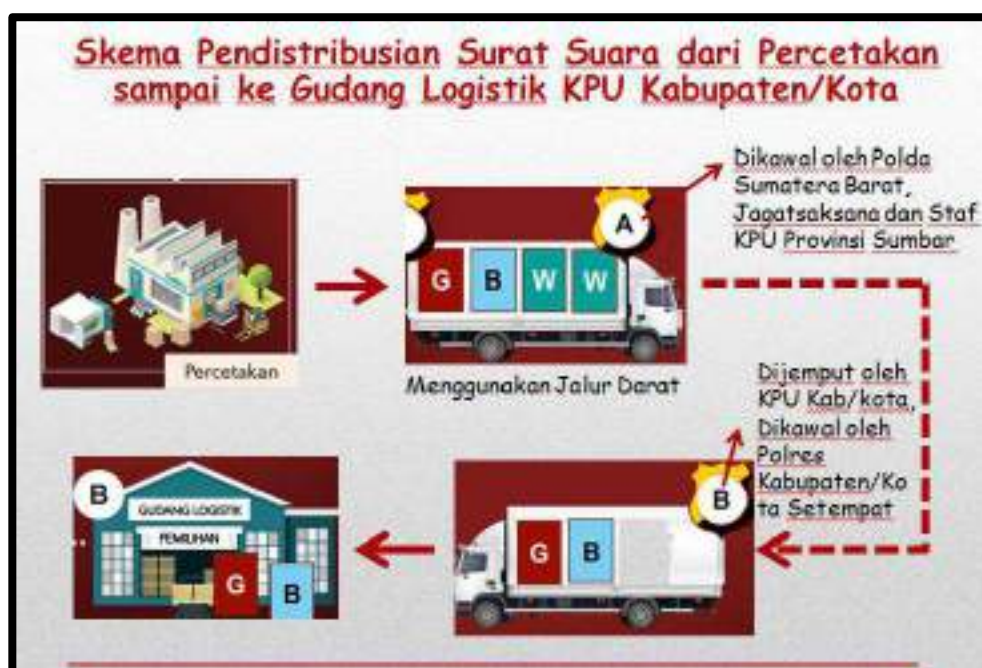 Skema Pendistribusian Surat Suara dari Percetakan
sampai ke Gudang Logistik KPU Kabupaten/Kota
Percetakan
G
B
W
W
A
Menggunakan Jalur Darat
Dikawal oleh Polda
Sumatera Barat,
Jagatsaksana dan Staf
KPU Provinsi Sumbar
Dijemput oleh
KPU Kab/kota,
Dikawal oleh
Polres
Kabupaten/Ko
ta Setempat
B
G
B
B
GUDANG LOGISTIK
PEMILIHAN
G
B